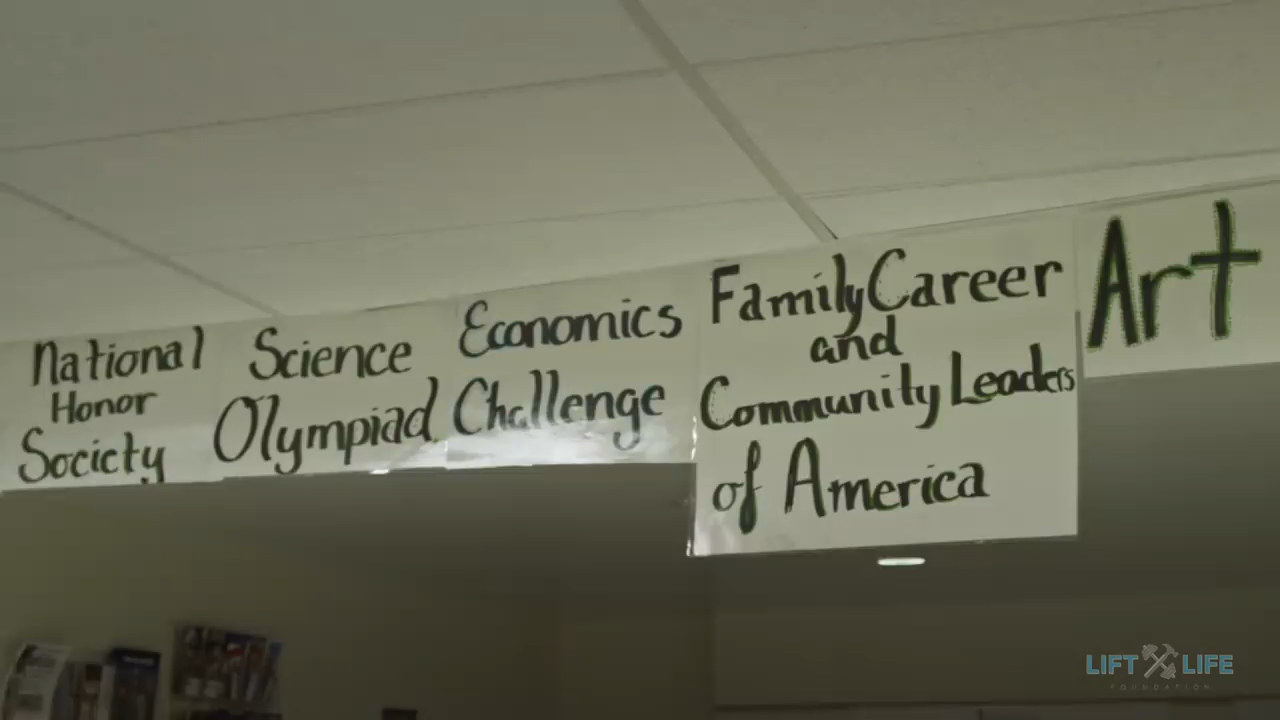 National
Honor
Society
Science
Olympiad
Economics
Challenge
Family Career
and
Community Leaders
of America
Art
LIFT LIFE
FOUNDATION